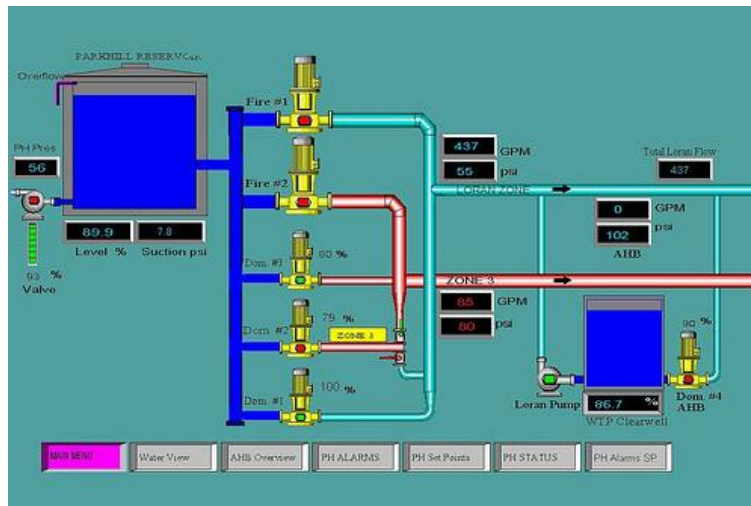 PARKHILL
Overflow
Fire #1
PH Pres
56
437 GPM
55 psi
Total Loran Flow
437
Fire #2
LORAN ZONE
0 GPM
102 psi
AHB
89.9
7.8
Level %
Suction psi
93 %
Valve
Dom. #3
80 %
ZONE 3
85 GPM
80 psi
Dom. #2
79 %
ZONE 3
90 %
Dom. #1
100 %
Loran Pump
86.7 %
Dom. #4
AHB
WTP Clearwell
MAIN MENU
Water View
AHB Overview
PH ALARMS
PH Set Points
PH STATUS
PH Alarms SP